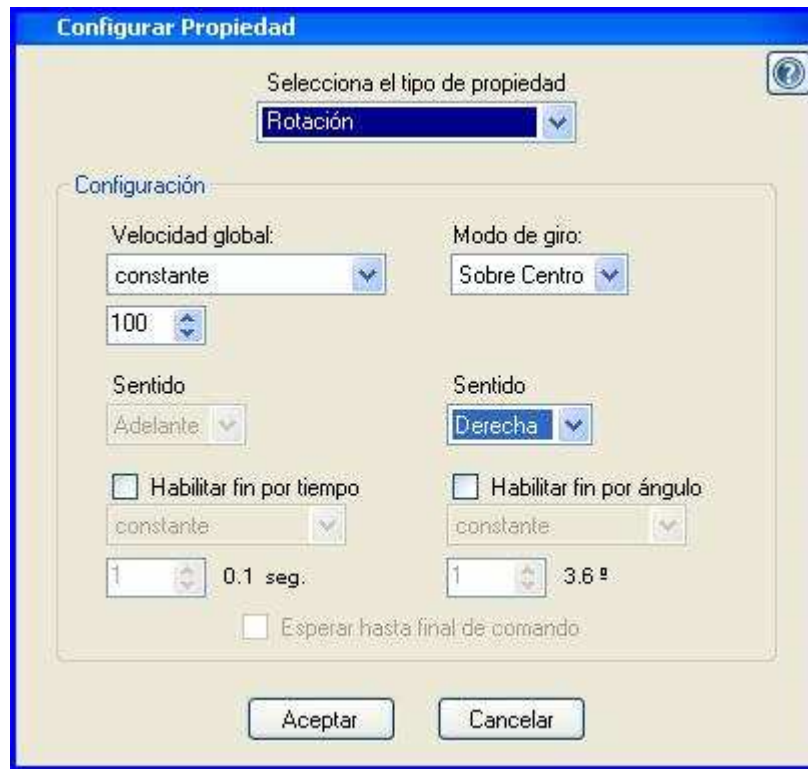 Configurar Propiedad
Selecciona el tipo de propiedad
Rotación
Configuración
Velocidad global:
Modo de giro:
constante
Sobre Centro
100
Sentido
Sentido
Adelante
Derecha
Habilitar fin por tiempo
Habilitar fin por ángulo
constante
constante
1 0.1 seg.
1 3.6 º
Esperar hasta final de comando
Aceptar
Cancelar